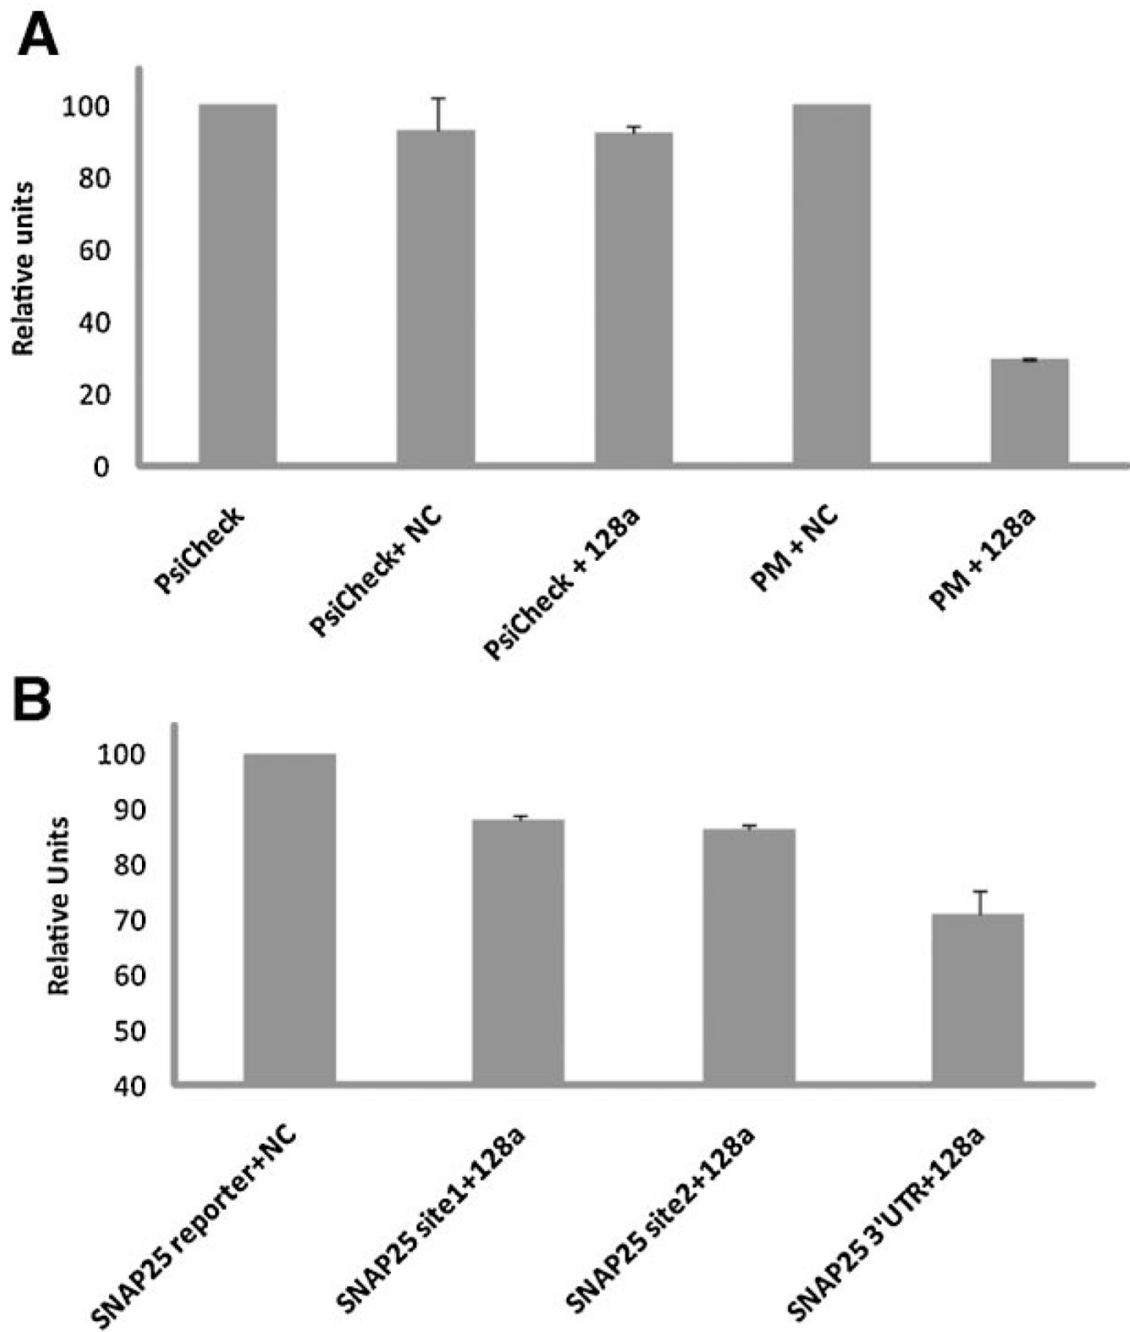 A
Relative units
100
80
60
40
20
0
PsiCheck
PsiCheck+ NC
PsiCheck + 128a
PM + NC
PM + 128a
B
Relative Units
100
90
80
70
60
50
40
SNAP25 reporter+NC
SNAP25 site1+128a
SNAP25 site2+128a
SNAP25 3'UTR+128a